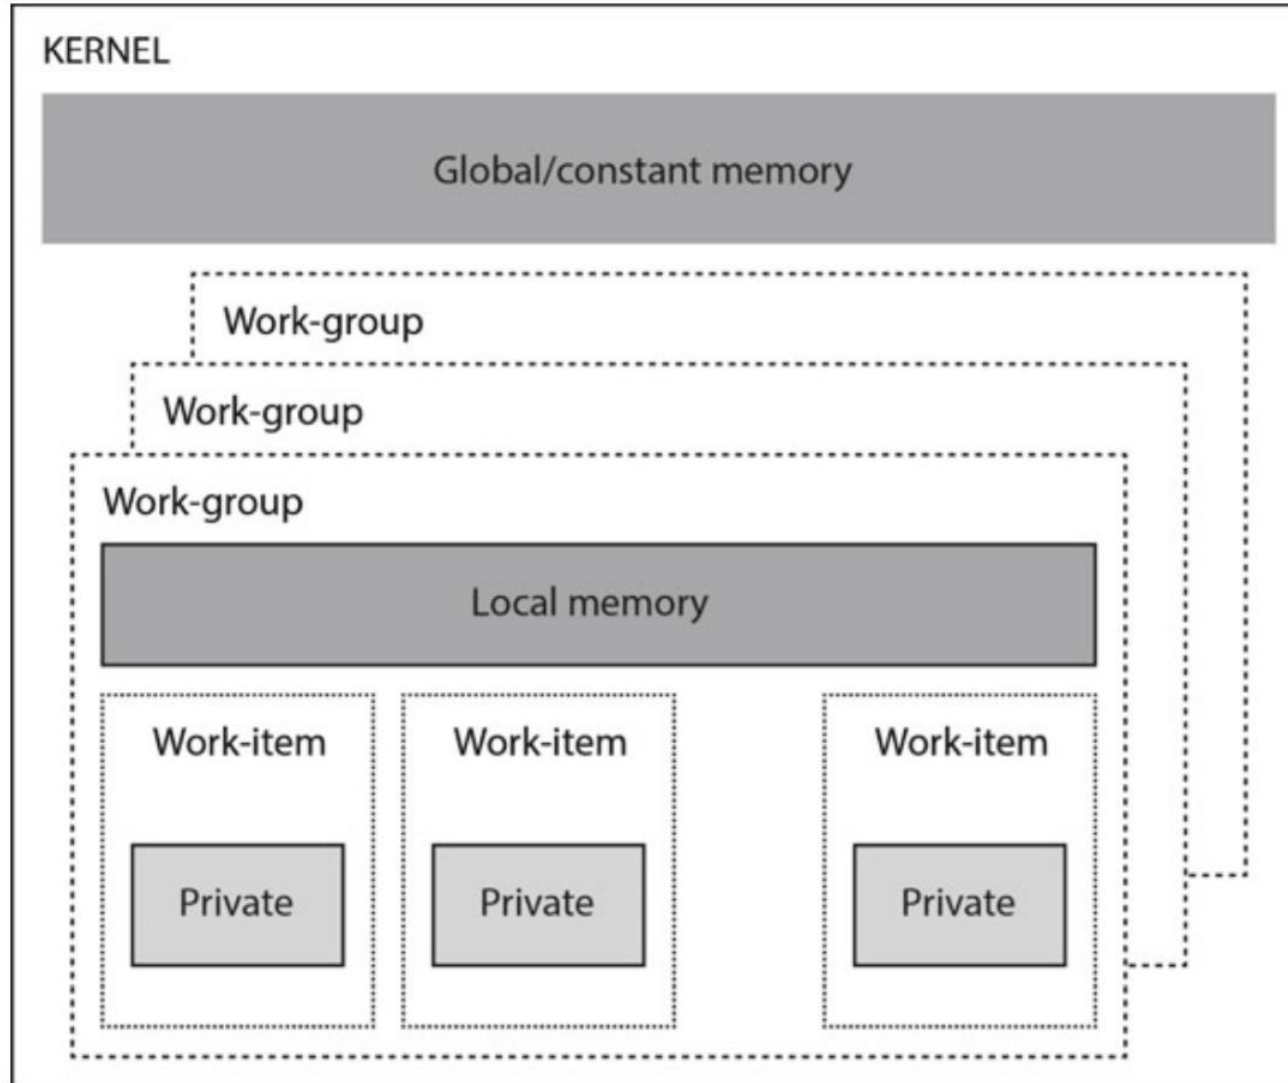 KERNEL
Global/constant memory
Work-group
Work-group
Work-group
Local memory
Work-item Work-item Work-item
Private Private Private